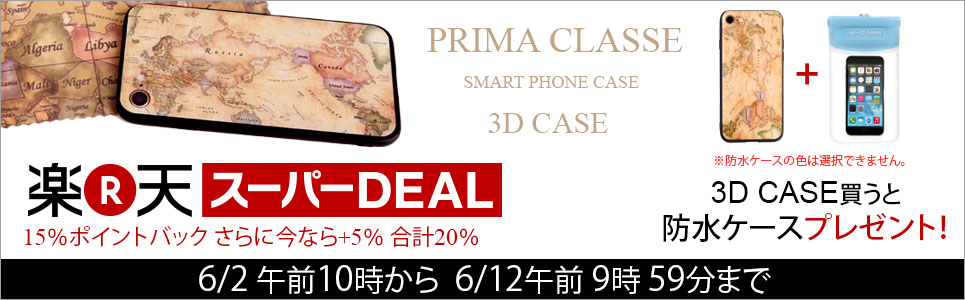 Algeria
Libya
Mali
Niger
Russia
Canada
PRIMA CLASSE
SMART PHONE CASE
3D CASE
+
※防水ケースの色は選択できません。
楽R天 スーパーDEAL
15%ポイントバック さらに今なら+5% 合計20%
3D CASE買うと
防水ケースプレゼント!
6/2 午前10時から 6/12午前 9時 59分まで